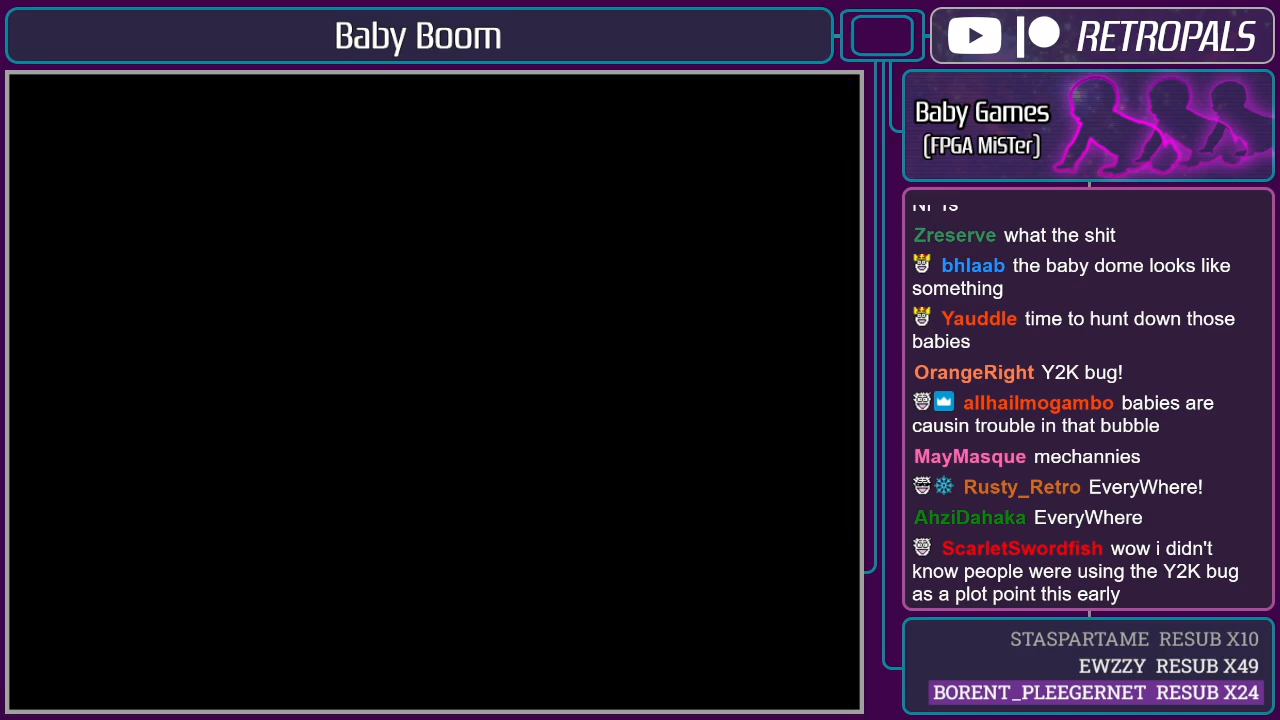 Baby Boom
RETROPALS
Baby Games
(FPGA MiSTer)
Zreserve what the shit
bhlaab the baby dome looks like
something
Yauddle time to hunt down those
babies
OrangeRight Y2K bug!
allhailmogambo babies are
causin trouble in that bubble
MayMasque mechannies
Rusty_Retro EveryWhere!
AhziDahaka EveryWhere
ScarletSwordfish wow i didn't
know people were using the Y2K bug
as a plot point this early
STASPARTAME RESUB X10
EWZZY RESUB X49
BORENT_PLEEGERNET RESUB X24